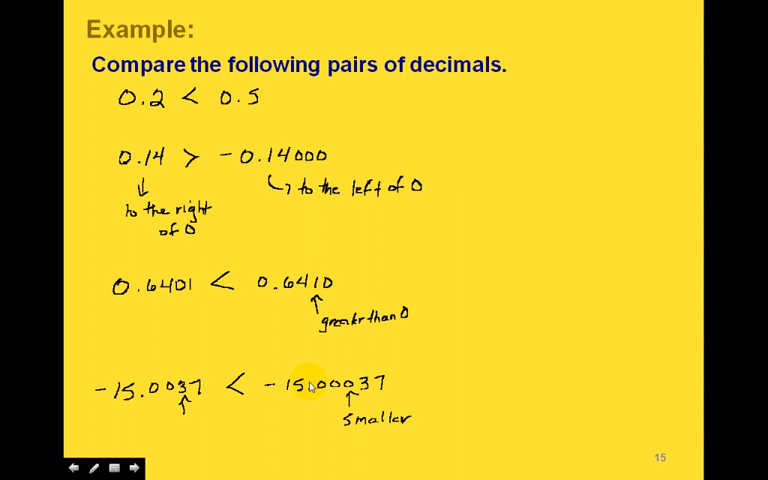 Example:
Compare the following pairs of decimals.
0.2 < 0.5
0.14 > -0.14000
to the left of 0
to the right
of 0
0.6401 < 0.6410
greater than 0
-15.0037 < -15.00037
smaller
15